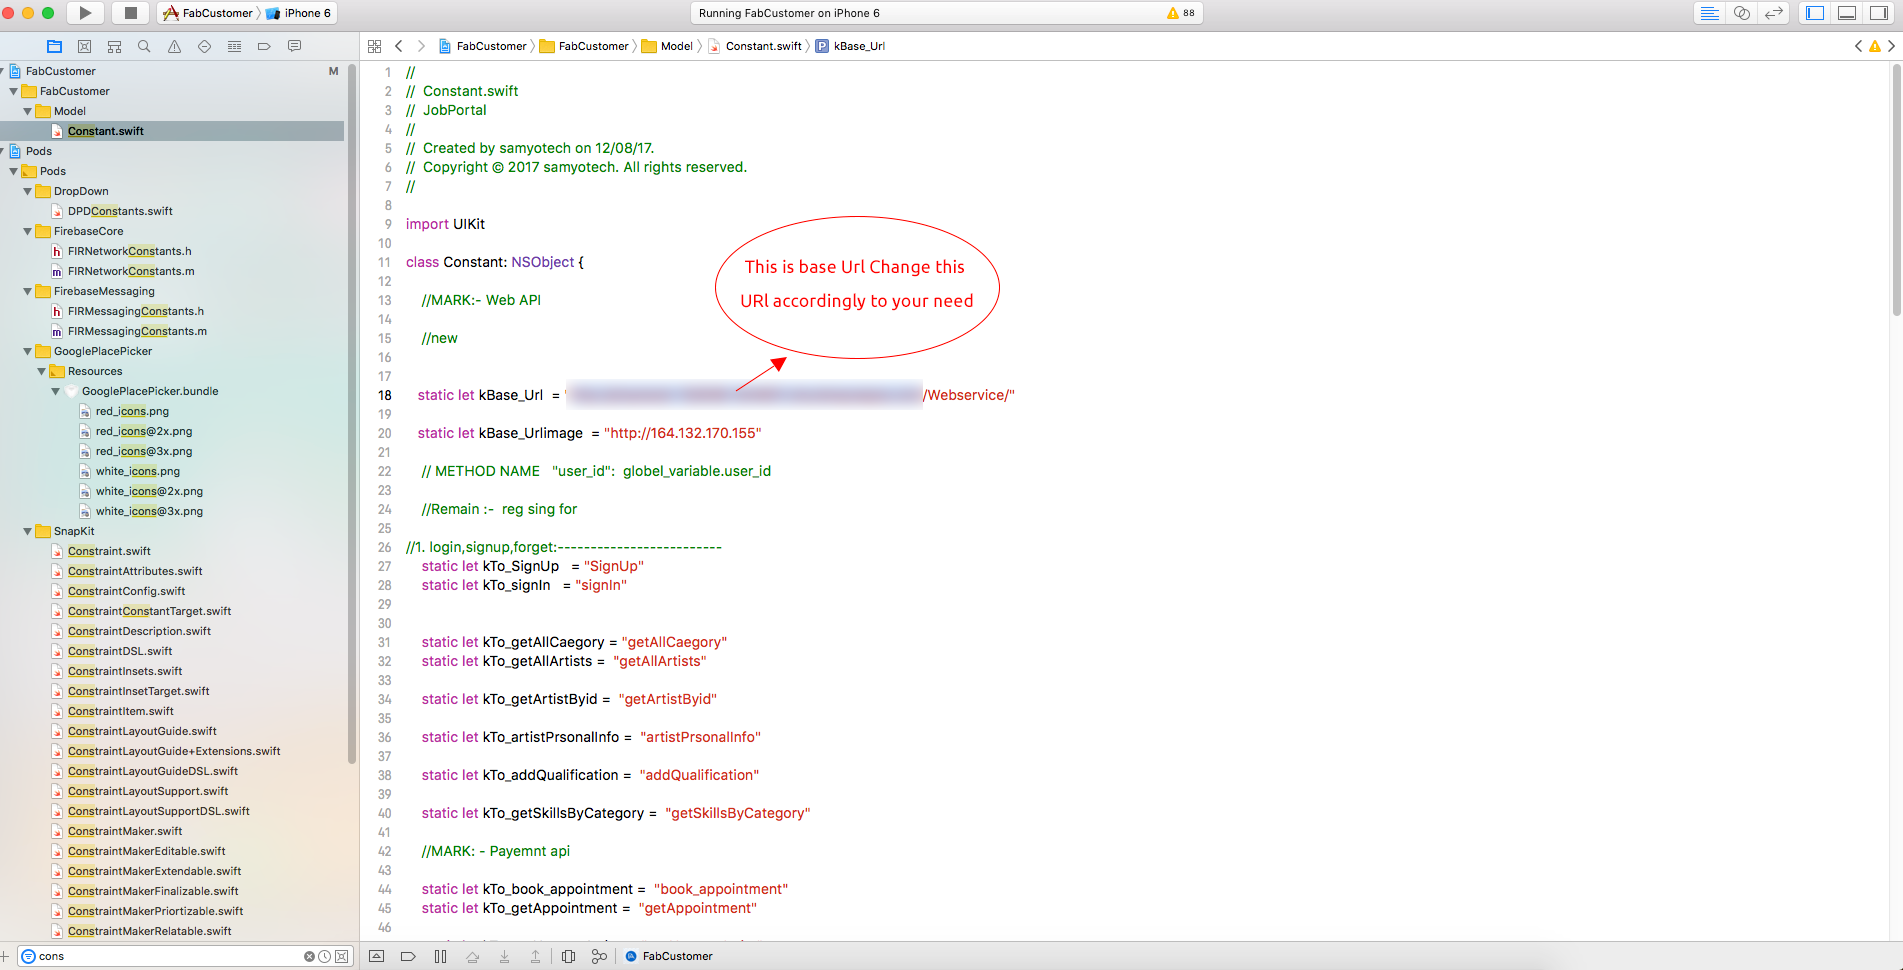 FabCustomer iPhone 6
Running FabCustomer on iPhone 6
88
FabCustomer FabCustomer Model Constant.swift P kBase_Url
FabCustomer M
FabCustomer
Model
Constant.swift
Pods
Pods
DropDown
DPDConstants.swift
FirebaseCore
h FIRNetworkConstants.h
m FIRNetworkConstants.m
FirebaseMessaging
h FIRMessagingConstants.h
m FIRMessagingConstants.m
GooglePlacePicker
Resources
GooglePlacePicker.bundle
red_icons.png
red_icons@2x.png
red_icons@3x.png
white_icons.png
white_icons@2x.png
white_icons@3x.png
SnapKit
Constraint.swift
ConstraintAttributes.swift
ConstraintConfig.swift
ConstraintConstantTarget.swift
ConstraintDescription.swift
ConstraintDSL.swift
ConstraintInsets.swift
ConstraintInsetTarget.swift
ConstraintItem.swift
ConstraintLayoutGuide.swift
ConstraintLayoutGuide+Extensions.swift
ConstraintLayoutGuideDSL.swift
ConstraintLayoutSupport.swift
ConstraintLayoutSupportDSL.swift
ConstraintMaker.swift
ConstraintMakerEditable.swift
ConstraintMakerExtendable.swift
ConstraintMakerFinalizable.swift
ConstraintMakerPriortizable.swift
ConstraintMakerRelatable.swift
cons
1 //
2 // Constant.swift
3 // JobPortal
4 //
5 // Created by samyotech on 12/08/17.
6 // Copyright © 2017 samyotech. All rights reserved.
7 //
8
9 import UIKit
10
11 class Constant: NSObject {
12
13 //MARK:- Web API
14
15 //new
16
17
18 static let kBase_Url = "/Webservice/"
19
20 static let kBase_Urlimage = "http://164.132.170.155"
21
22 // METHOD NAME "user_id": globel_variable.user_id
23
24 //Remain :- reg sing for
25
26 //1. login,signup,forget:-------------------------
27 static let kTo_SignUp = "SignUp"
28 static let kTo_signIn = "signIn"
29
30
31 static let kTo_getAllCaegory = "getAllCaegory"
32 static let kTo_getAllArtists = "getAllArtists"
33
34 static let kTo_getArtistByid = "getArtistByid"
35
36 static let kTo_artistPrsonalInfo = "artistPrsonalInfo"
37
38 static let kTo_addQualification = "addQualification"
39
40 static let kTo_getSkillsByCategory = "getSkillsByCategory"
41
42 //MARK: - Payemnt api
43
44 static let kTo_book_appointment = "book_appointment"
45 static let kTo_getAppointment = "getAppointment"
46
This is base Url Change this
URl accordingly to your need
FabCustomer